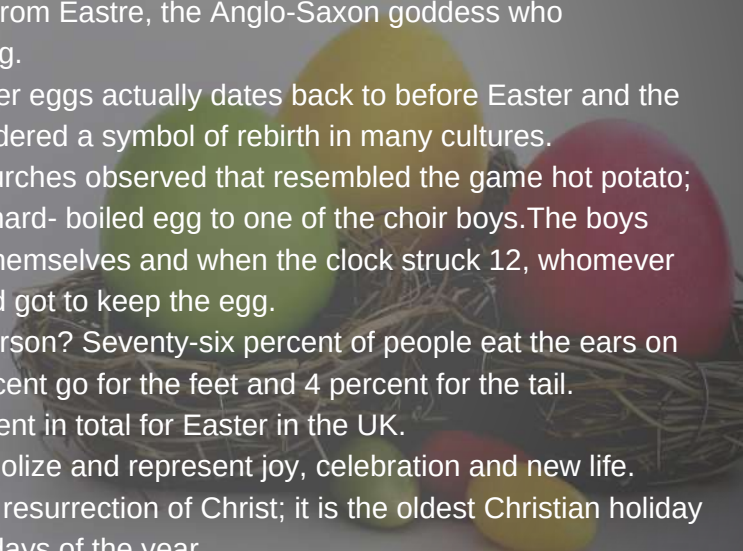 rom Eastre, the Anglo-Saxon goddess who
g.
er eggs actually dates back to before Easter and the
dered a symbol of rebirth in many cultures.
urches observed that resembled the game hot potato;
hard- boiled egg to one of the choir boys.The boys
hemselves and when the clock struck 12, whomever
d got to keep the egg.
rson? Seventy-six percent of people eat the ears on
cent go for the feet and 4 percent for the tail.
ent in total for Easter in the UK.
olize and represent joy, celebration and new life.
resurrection of Christ; it is the oldest Christian holiday
days of the year